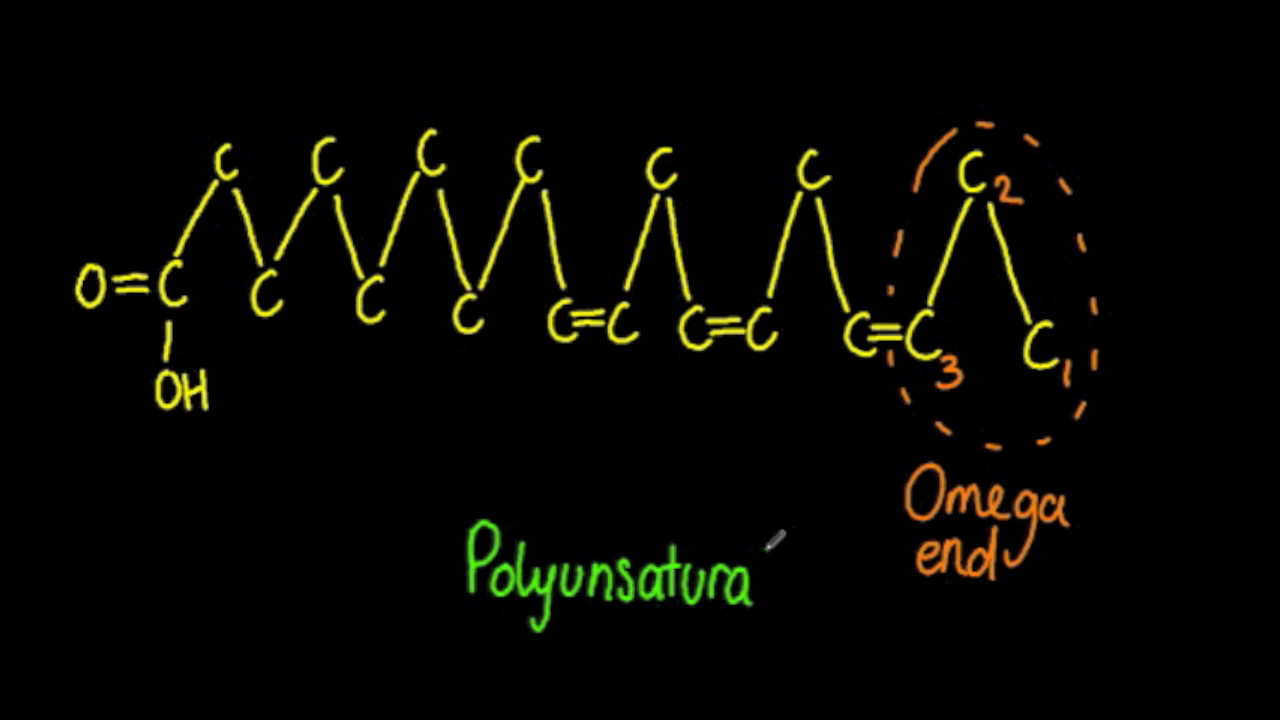 C C C C C C C₂
O=C C C C C=C C=C C=C₃ C₁
OH
Omega
end
Polyunsatura